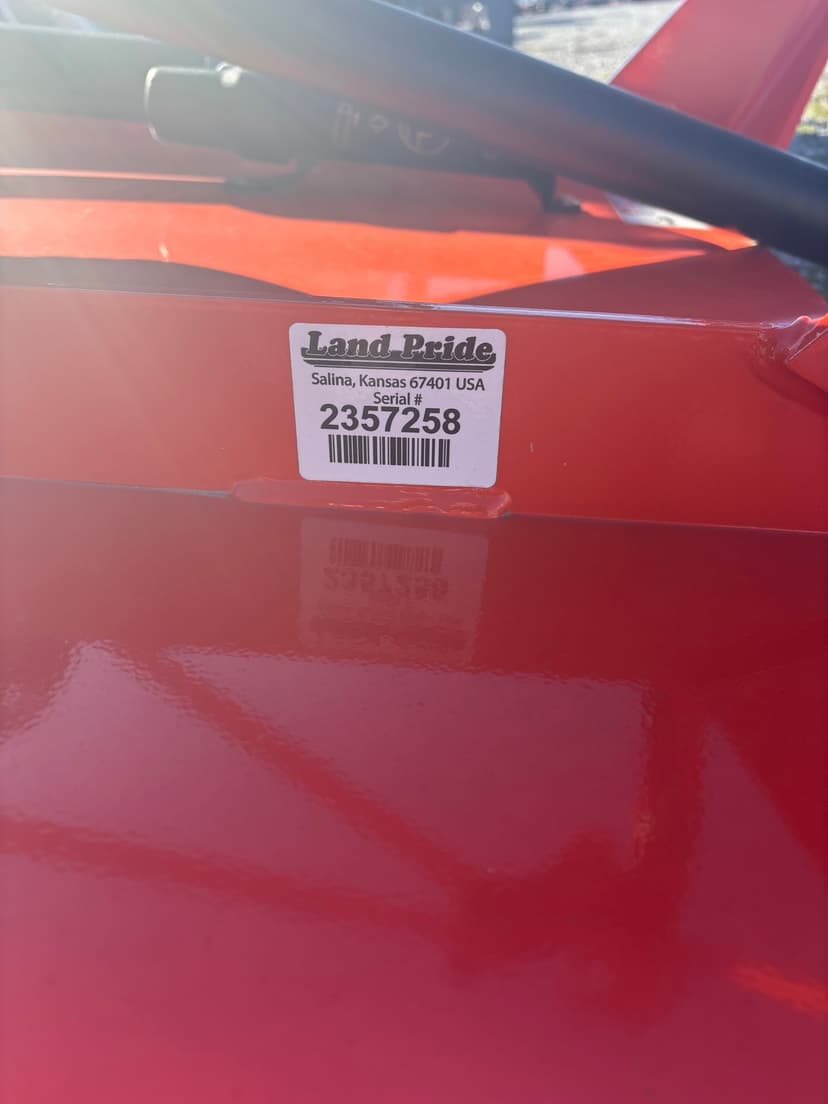 Land Pride
Salina, Kansas 67401 USA
Serial #
2357258